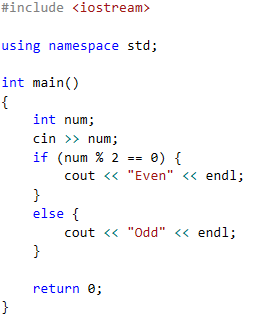 #include <iostream>

using namespace std;

int main()
{
    int num;
    cin >> num;
    if (num % 2 == 0) {
        cout << "Even" << endl;
    }
    else {
        cout << "Odd" << endl;
    }

    return 0;
}